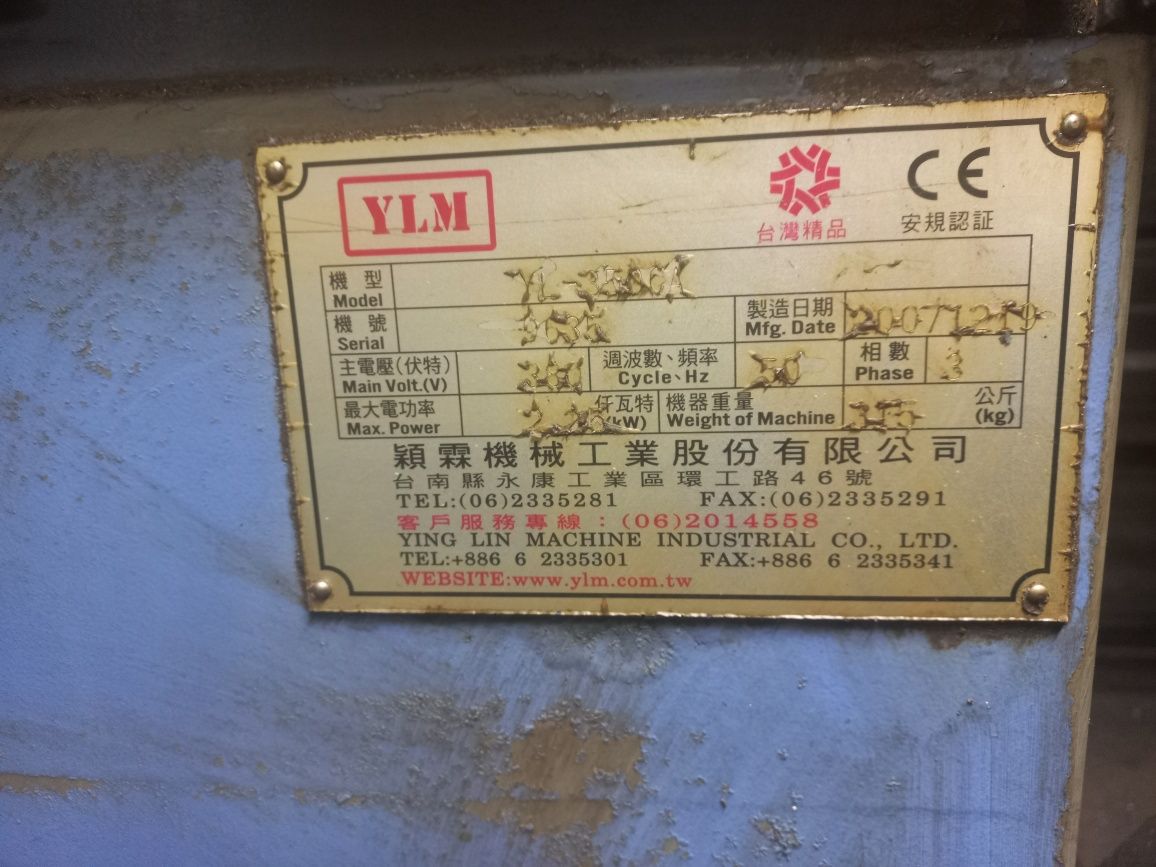 YLM
台灣精品
CE
安規認証
機型 Model
機號 Serial
製造日期 Mfg. Date 20071219
主電壓(伏特) Main Volt.(V)
週波數、頻率 Cycle、Hz 50
相數 Phase 3
最大電功率 Max. Power 仟瓦特 (kW)
機器重量 Weight of Machine 公斤 (kg)
穎霖機械工業股份有限公司
台南縣永康工業區環工路46號
TEL:(06)2335281 FAX:(06)2335291
客戶服務專線：(06)2014558
YING LIN MACHINE INDUSTRIAL CO., LTD.
TEL:+886 6 2335301 FAX:+886 6 2335341
WEBSITE:www.ylm.com.tw